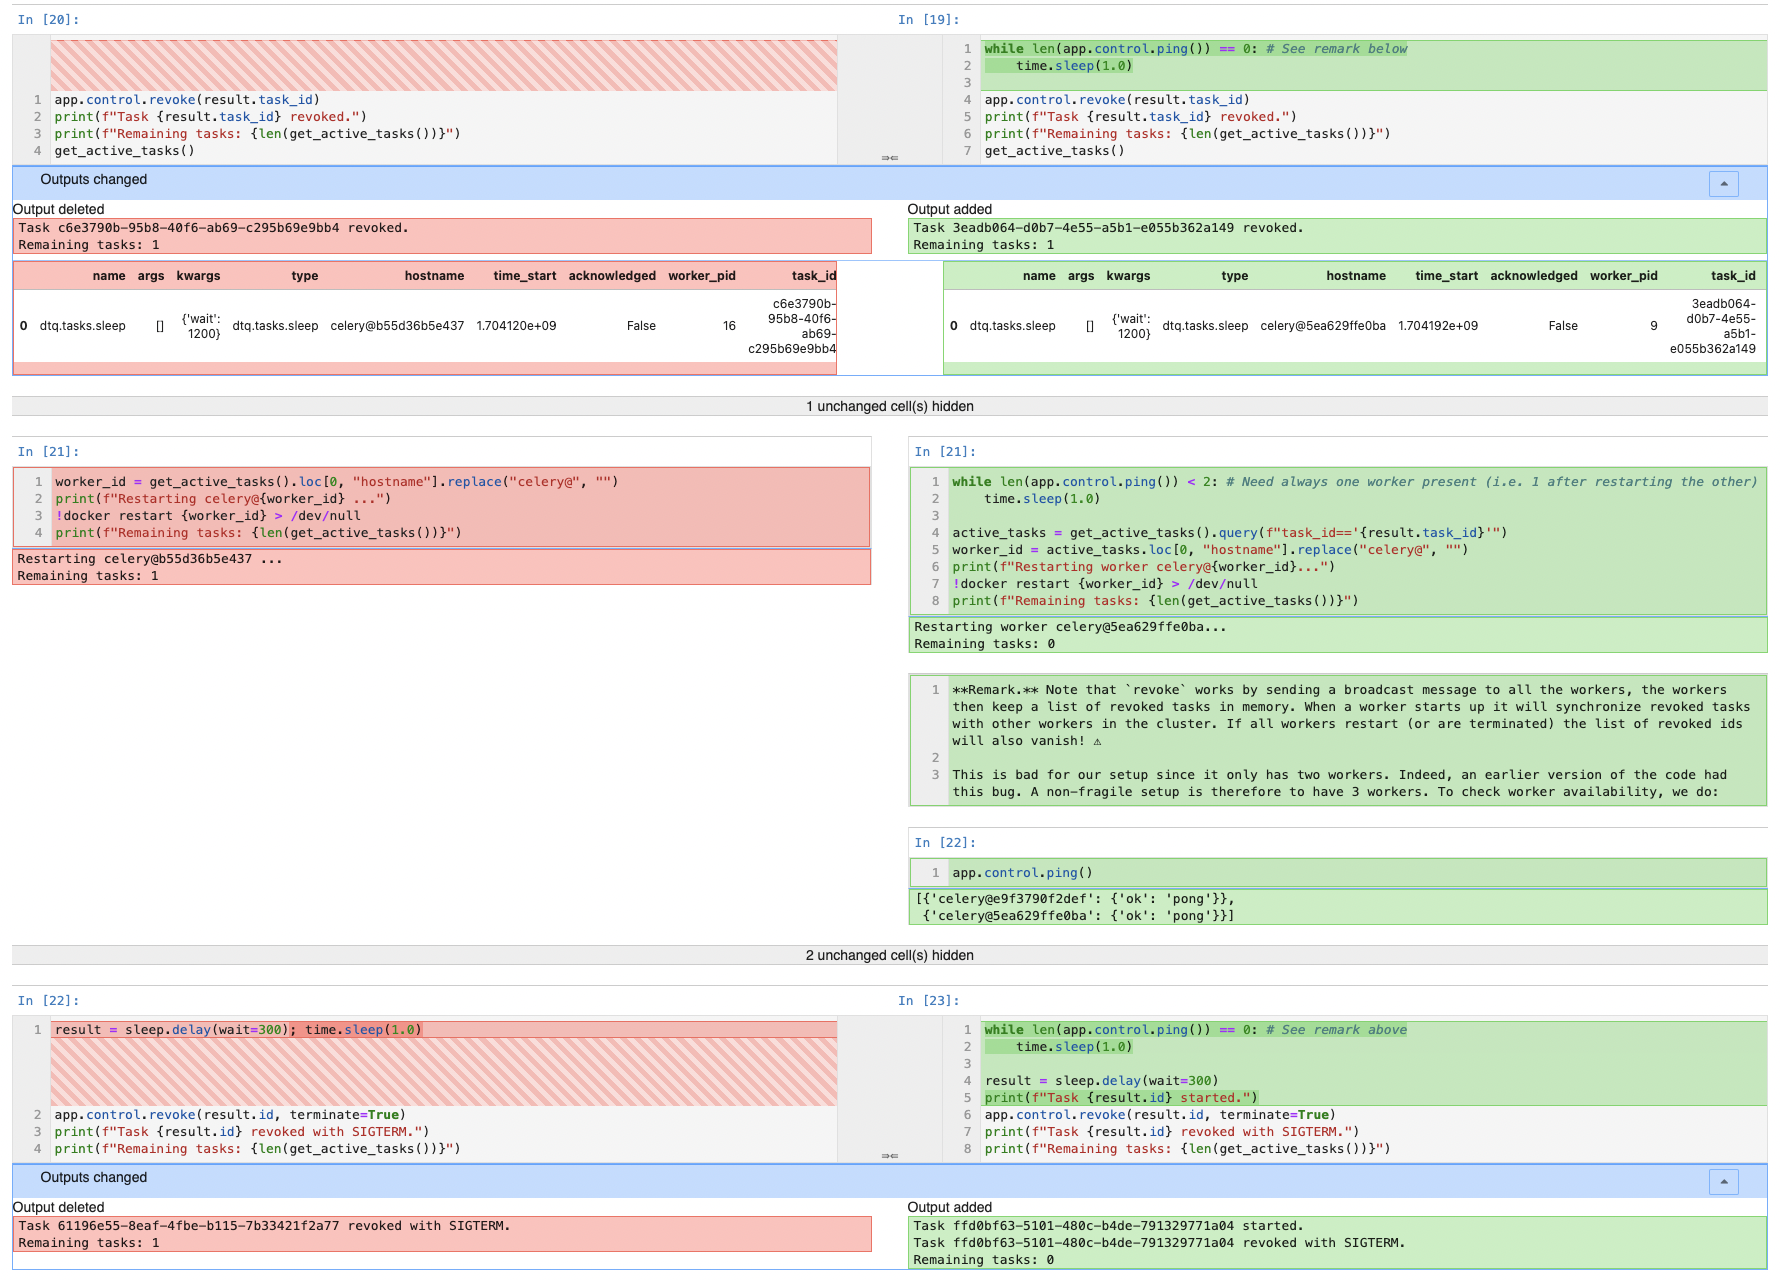 In [20]:
1 app.control.revoke(result.task_id)
2 print(f"Task {result.task_id} revoked.")
3 print(f"Remaining tasks: {len(get_active_tasks())}")
4 get_active_tasks()
In [19]:
1 while len(app.control.ping()) == 0: # See remark below
2     time.sleep(1.0)
3
4 app.control.revoke(result.task_id)
5 print(f"Task {result.task_id} revoked.")
6 print(f"Remaining tasks: {len(get_active_tasks())}")
7 get_active_tasks()
Outputs changed
Output deleted
Task c6e3790b-95b8-40f6-ab69-c295b69e9bb4 revoked.
Remaining tasks: 1
name args kwargs type hostname time_start acknowledged worker_pid task_id
0 dtq.tasks.sleep [] {'wait': 1200} dtq.tasks.sleep celery@b55d36b5e437 1.704120e+09 False 16 c6e3790b-
95b8-40f6-
ab69-
c295b69e9bb4
Output added
Task 3eadb064-d0b7-4e55-a5b1-e055b362a149 revoked.
Remaining tasks: 1
name args kwargs type hostname time_start acknowledged worker_pid task_id
0 dtq.tasks.sleep [] {'wait': 1200} dtq.tasks.sleep celery@5ea629ffe0ba 1.704192e+09 False 9 3eadb064-
d0b7-4e55-
a5b1-
e055b362a149
1 unchanged cell(s) hidden
In [21]:
1 worker_id = get_active_tasks().loc[0, "hostname"].replace("celery@", "")
2 print(f"Restarting celery@{worker_id} ...")
3 !docker restart {worker_id} > /dev/null
4 print(f"Remaining tasks: {len(get_active_tasks())}")
Restarting celery@b55d36b5e437 ...
Remaining tasks: 1
In [21]:
1 while len(app.control.ping()) < 2: # Need always one worker present (i.e. 1 after restarting the other)
2     time.sleep(1.0)
3
4 active_tasks = get_active_tasks().query(f"task_id=='{result.task_id}'")
5 worker_id = active_tasks.loc[0, "hostname"].replace("celery@", "")
6 print(f"Restarting worker celery@{worker_id}...")
7 !docker restart {worker_id} > /dev/null
8 print(f"Remaining tasks: {len(get_active_tasks())}")
Restarting worker celery@5ea629ffe0ba...
Remaining tasks: 0
1 **Remark.** Note that `revoke` works by sending a broadcast message to all the workers, the workers
then keep a list of revoked tasks in memory. When a worker starts up it will synchronize revoked tasks
with other workers in the cluster. If all workers restart (or are terminated) the list of revoked ids
will also vanish! ⚠
2
3 This is bad for our setup since it only has two workers. Indeed, an earlier version of the code had
this bug. A non-fragile setup is therefore to have 3 workers. To check worker availability, we do:
In [22]:
1 app.control.ping()
[{'celery@e9f3790f2def': {'ok': 'pong'}},
 {'celery@5ea629ffe0ba': {'ok': 'pong'}}]
2 unchanged cell(s) hidden
In [22]:
1 result = sleep.delay(wait=300); time.sleep(1.0)
2 app.control.revoke(result.id, terminate=True)
3 print(f"Task {result.id} revoked with SIGTERM.")
4 print(f"Remaining tasks: {len(get_active_tasks())}")
In [23]:
1 while len(app.control.ping()) == 0: # See remark above
2     time.sleep(1.0)
3
4 result = sleep.delay(wait=300)
5 print(f"Task {result.id} started.")
6 app.control.revoke(result.id, terminate=True)
7 print(f"Task {result.id} revoked with SIGTERM.")
8 print(f"Remaining tasks: {len(get_active_tasks())}")
Outputs changed
Output deleted
Task 61196e55-8eaf-4fbe-b115-7b33421f2a77 revoked with SIGTERM.
Remaining tasks: 1
Output added
Task ffd0bf63-5101-480c-b4de-791329771a04 started.
Task ffd0bf63-5101-480c-b4de-791329771a04 revoked with SIGTERM.
Remaining tasks: 0